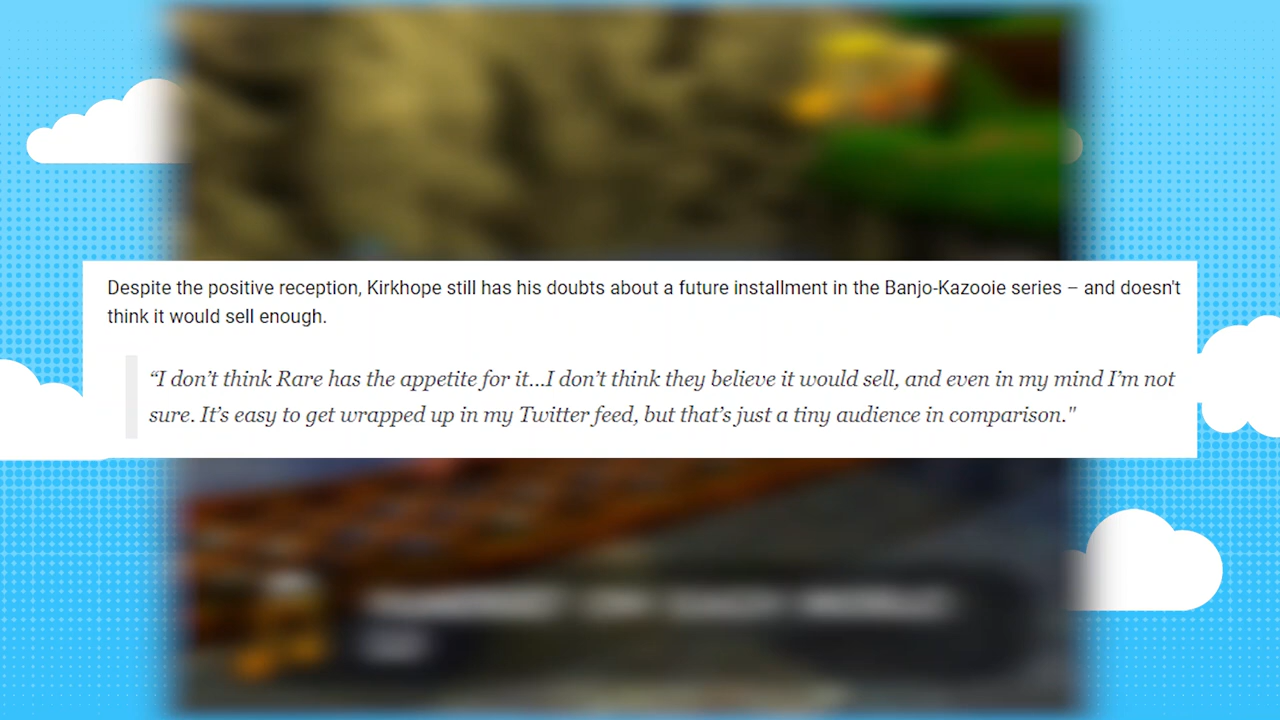 Despite the positive reception, Kirkhope still has his doubts about a future installment in the Banjo-Kazooie series – and doesn't
think it would sell enough.
“I don’t think Rare has the appetite for it...I don’t think they believe it would sell, and even in my mind I’m not
sure. It’s easy to get wrapped up in my Twitter feed, but that’s just a tiny audience in comparison."